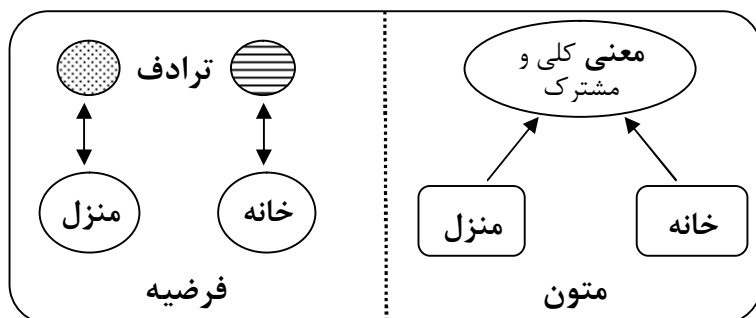 معنی کلی و
مشترک
خانه
منزل
متون
ترادف
خانه
منزل
فرضیه